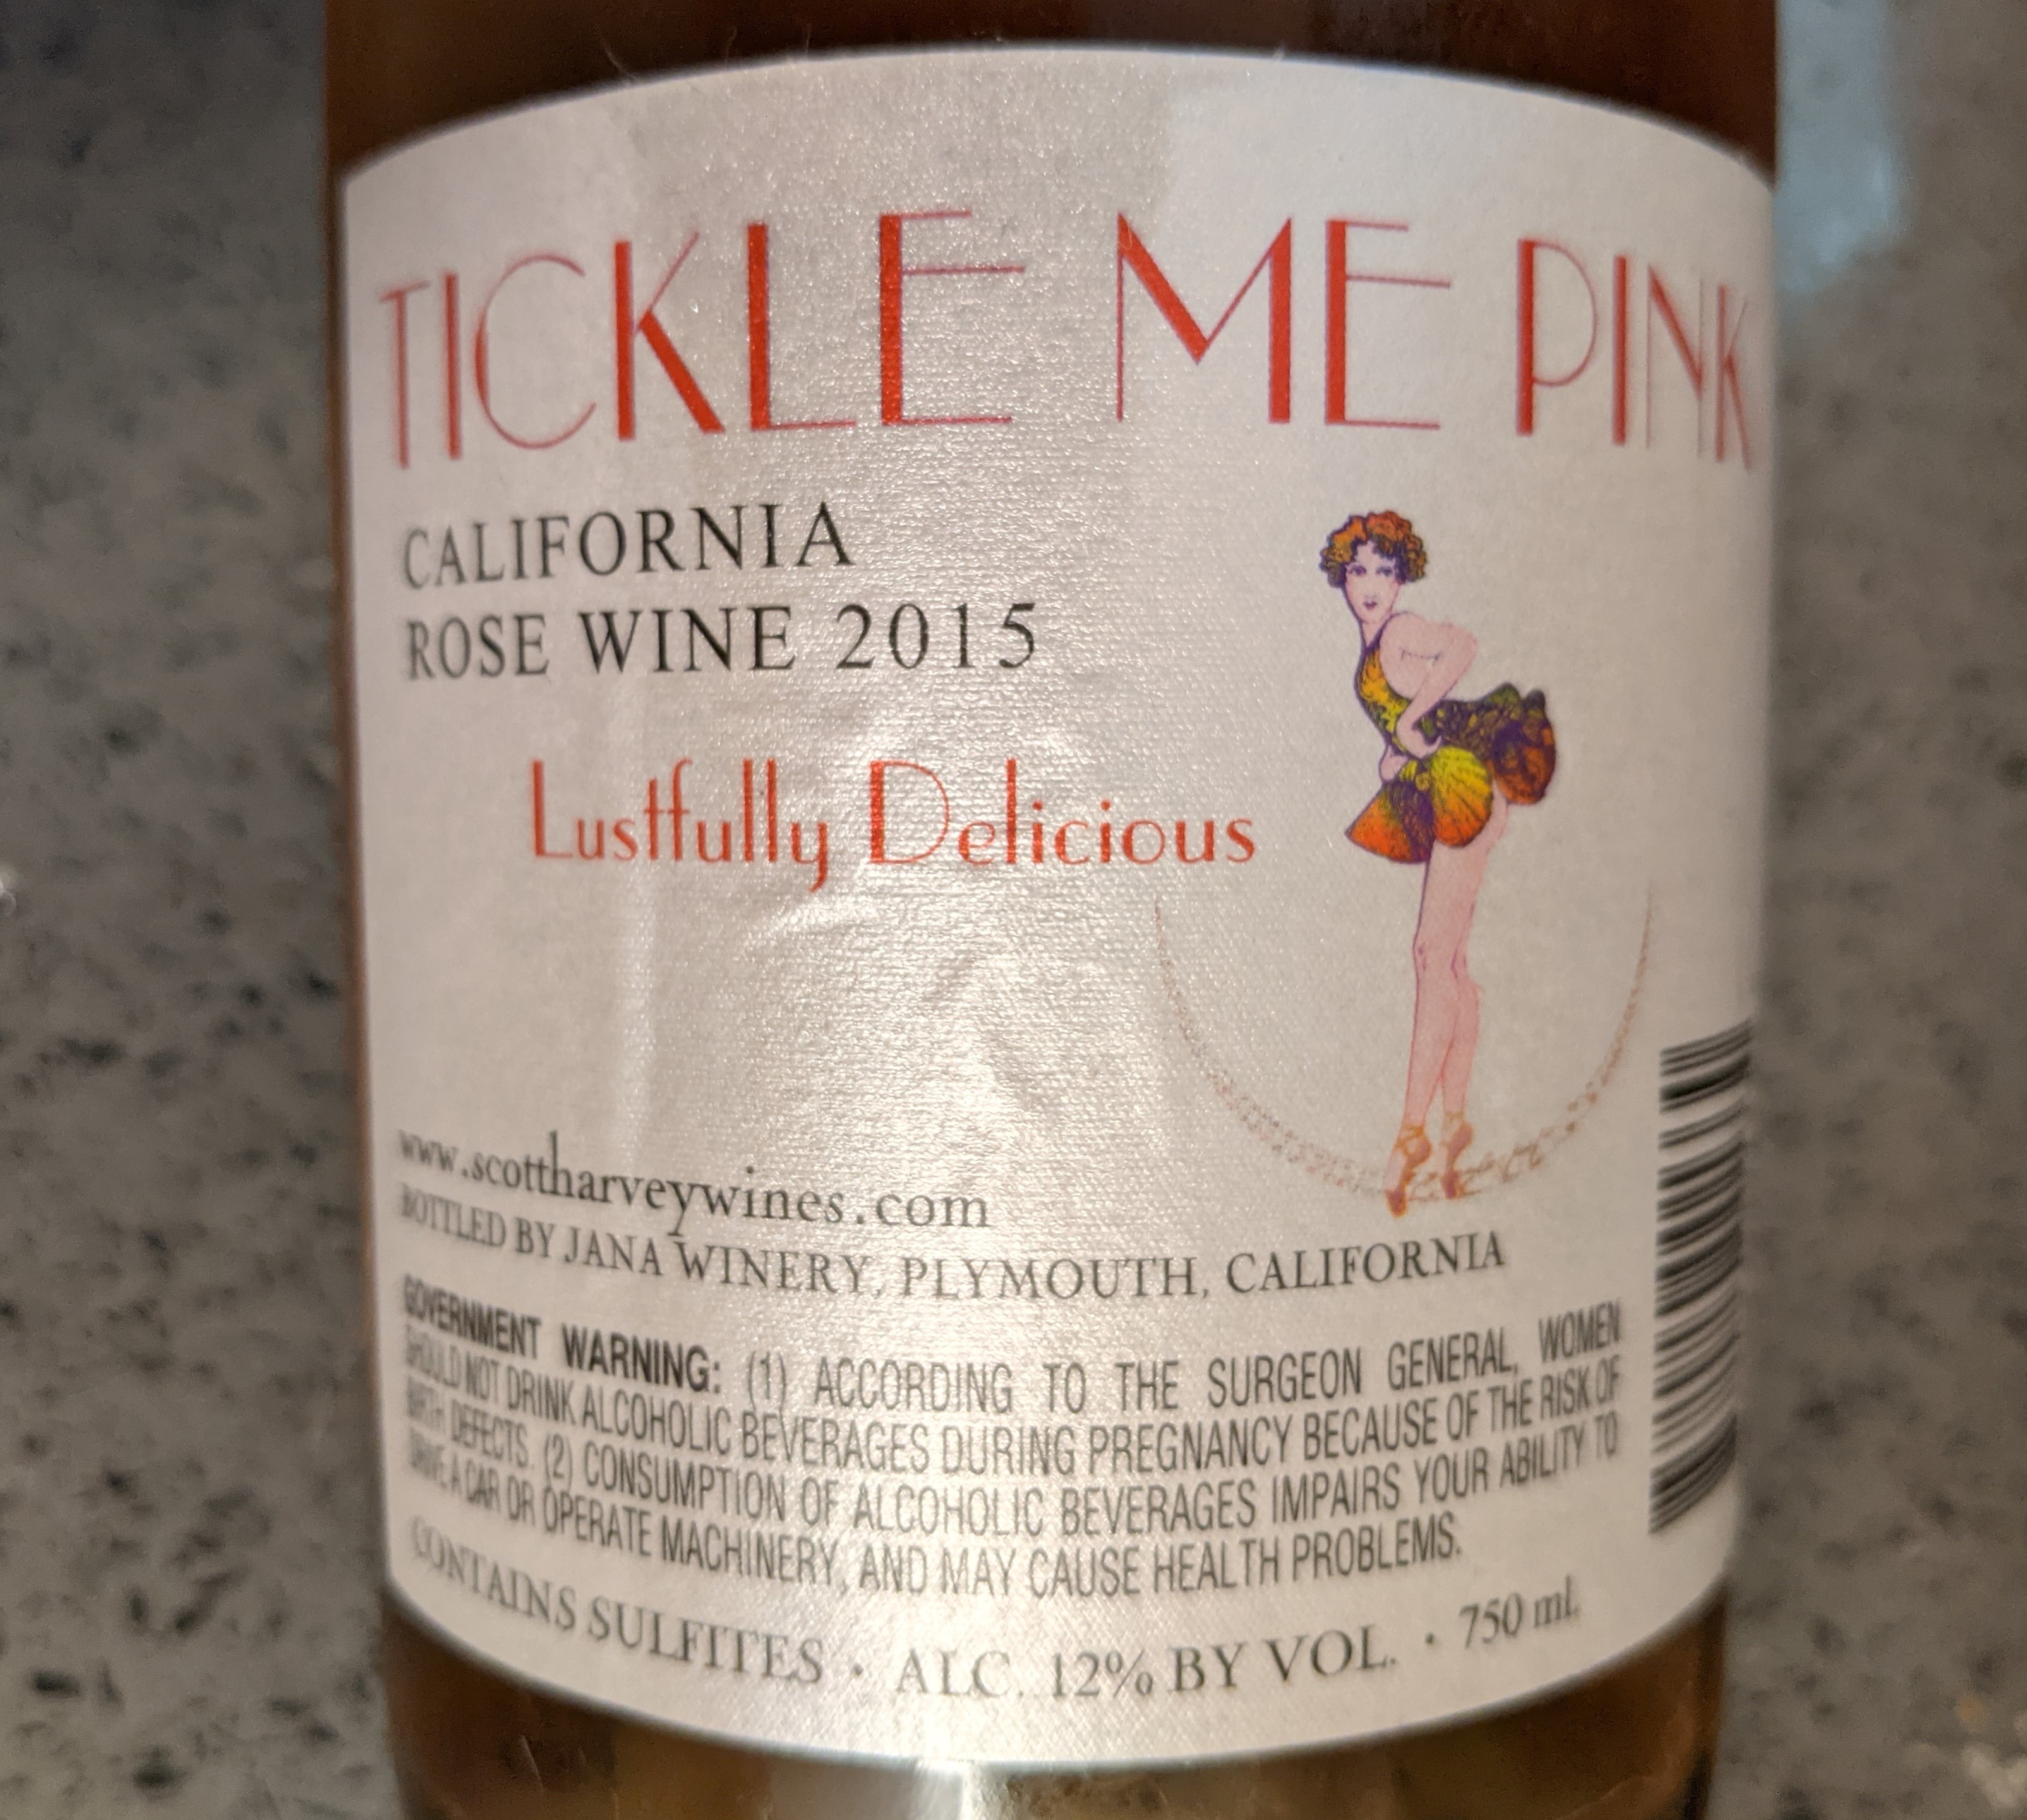 TICKLE ME PINK
CALIFORNIA
ROSE WINE 2015
Lustfully Delicious
www.scottharveywines.com
BOTTLED BY JANA WINERY, PLYMOUTH, CALIFORNIA
GOVERNMENT WARNING: (1) ACCORDING TO THE SURGEON GENERAL, WOMEN
SHOULD NOT DRINK ALCOHOLIC BEVERAGES DURING PREGNANCY BECAUSE OF THE RISK OF
BIRTH DEFECTS. (2) CONSUMPTION OF ALCOHOLIC BEVERAGES IMPAIRS YOUR ABILITY TO
DRIVE A CAR OR OPERATE MACHINERY, AND MAY CAUSE HEALTH PROBLEMS.
CONTAINS SULFITES • ALC. 12% BY VOL. • 750 mL